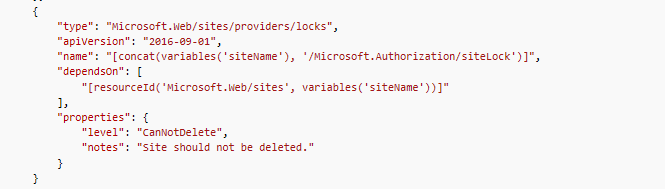 {
"type": "Microsoft.Web/sites/providers/locks",
"apiVersion": "2016-09-01",
"name": "[concat(variables('siteName'), '/Microsoft.Authorization/siteLock')]",
"dependsOn": [
"[resourceId('Microsoft.Web/sites', variables('siteName'))]"
],
"properties": {
"level": "CanNotDelete",
"notes": "Site should not be deleted."
}
}